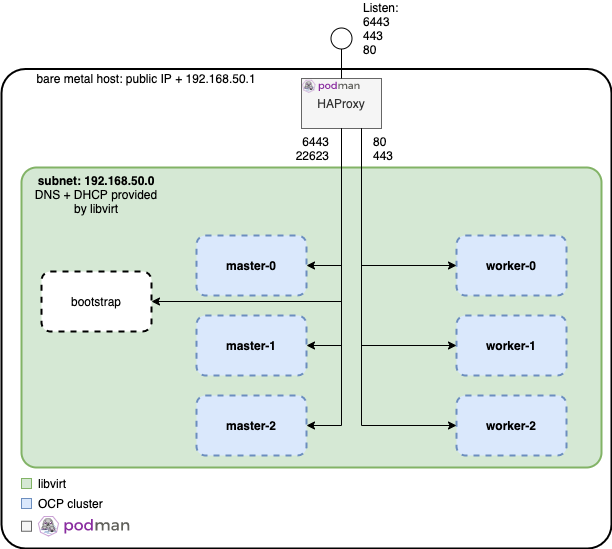 Listen:
6443
443
80
bare metal host: public IP + 192.168.50.1
podman
HAProxy
6443
22623
80
443
subnet: 192.168.50.0
DNS + DHCP provided
by libvirt
master-0
worker-0
bootstrap
master-1
worker-1
master-2
worker-2
libvirt
OCP cluster
podman